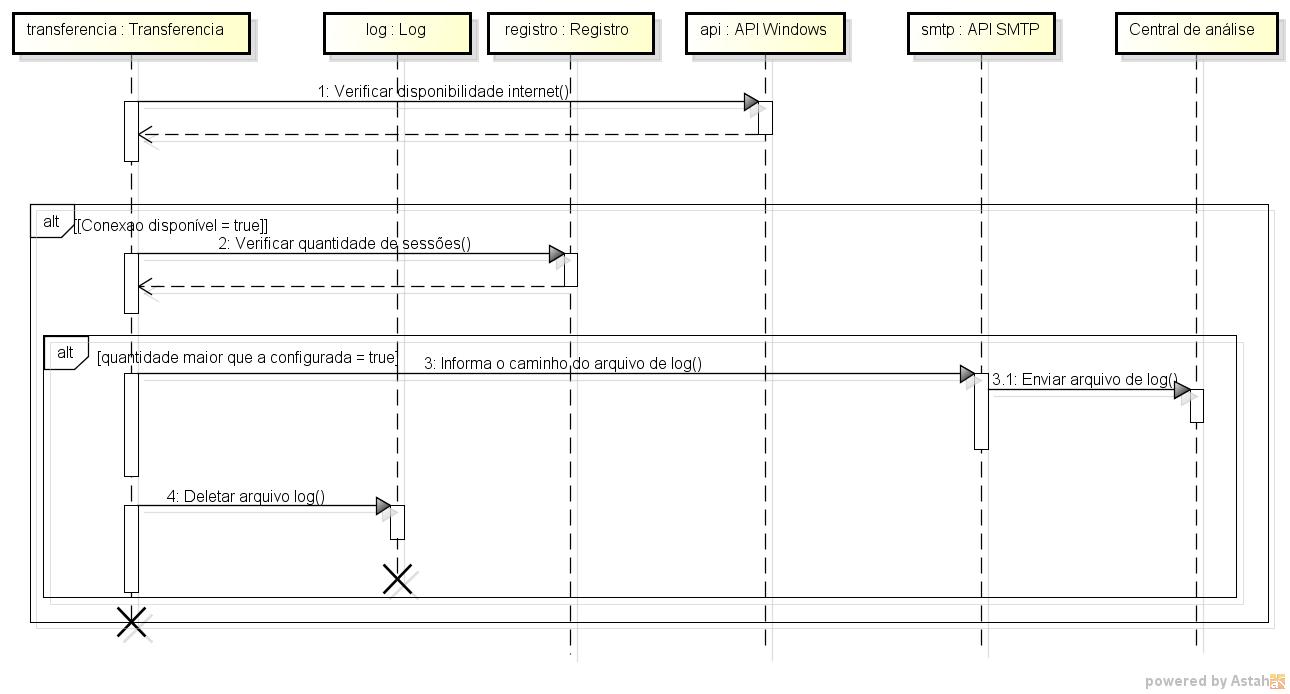 transferencia : Transferencia
log : Log
registro : Registro
api : API Windows
smtp : API SMTP
Central de análise
1: Verificar disponibilidade internet()
alt
[[Conexao disponível = true]]
2: Verificar quantidade de sessões()
alt
[quantidade maior que a configurada = true]
3: Informa o caminho do arquivo de log()
3.1: Enviar arquivo de log()
4: Deletar arquivo log()
powered by Astah